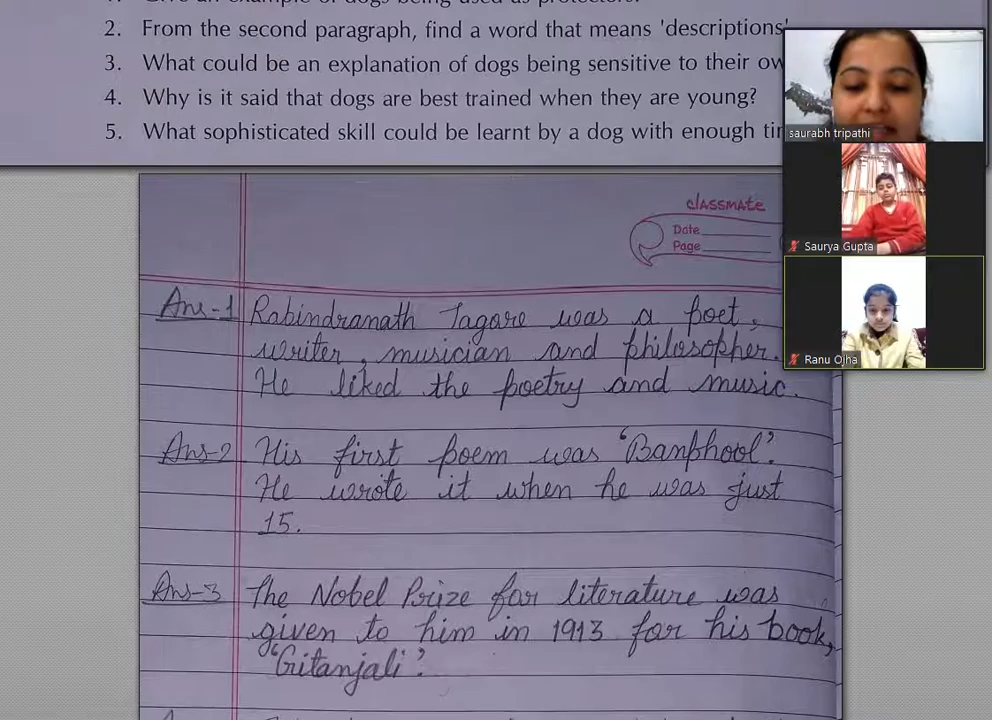 2. From the second paragraph, find a word that means 'descriptions'
3. What could be an explanation of dogs being sensitive to their ow
4. Why is it said that dogs are best trained when they are young?
5. What sophisticated skill could be learnt by a dog with enough
saurabh tripathi
Saurya Gupta
Ranu Ojha
classmate
Date
Page
Ans-1 Rabindranath Tagore was a poet,
writer, musician and philosopher.
He liked the poetry and music.
Ans-2 His first poem was 'Banphool'.
He wrote it when he was just
15.
Ans-3 The Nobel Prize for literature was
given to him in 1913 for his book,
'Gitanjali'.